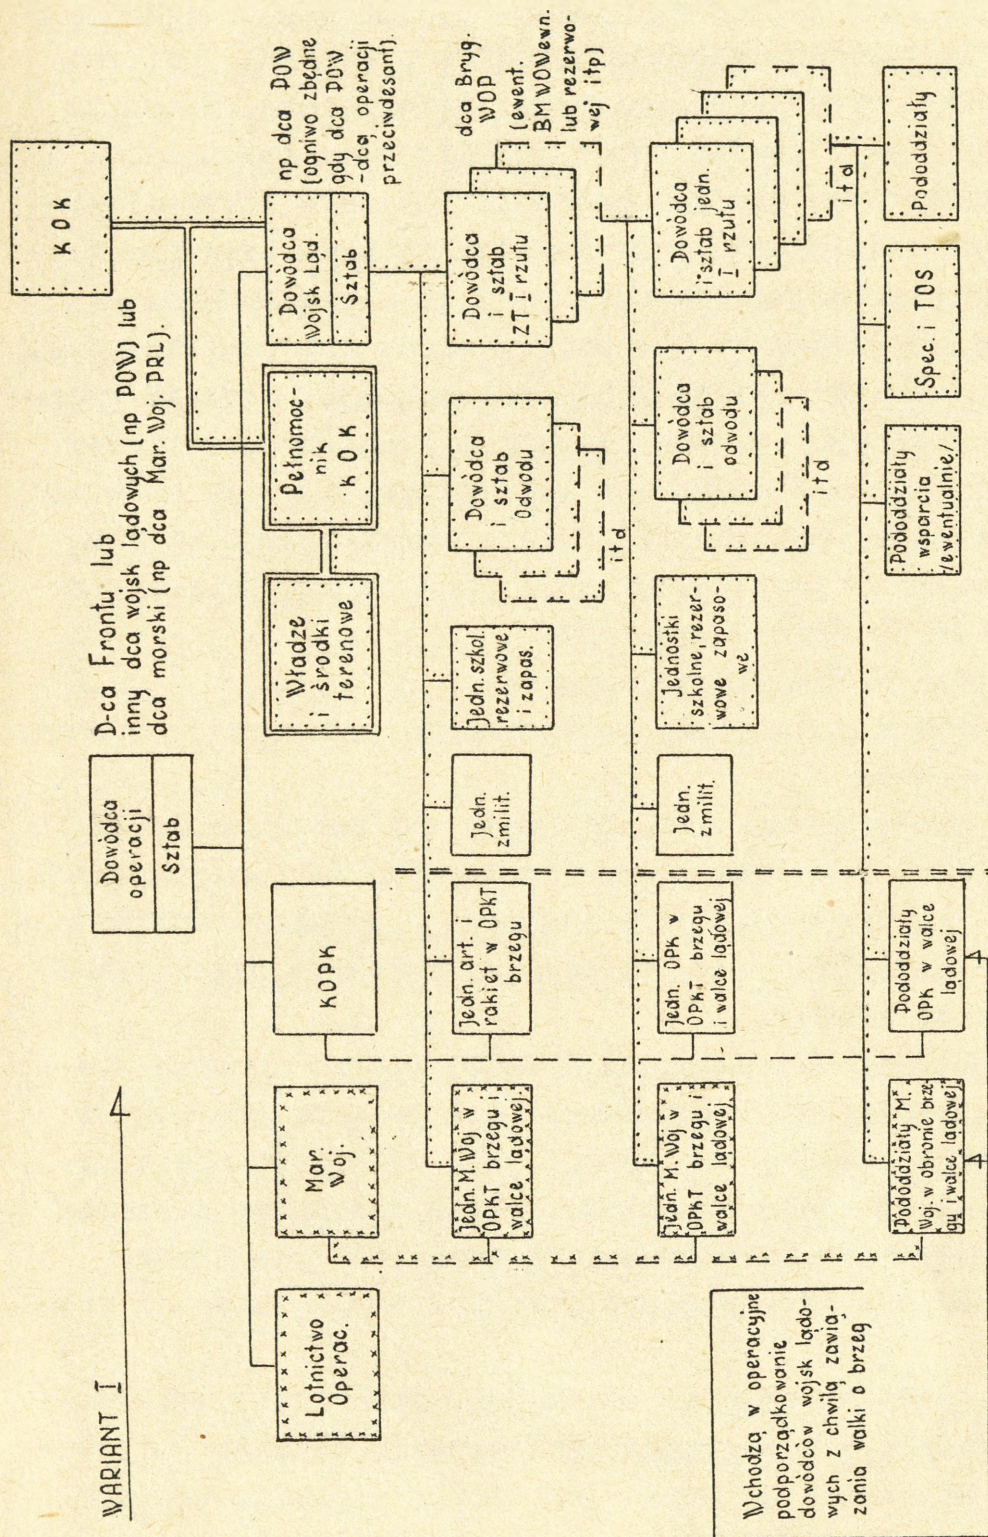 WARIANT I
Dowódca
operacji
Sztab
D-ca Frontu lub
inny dca wojsk lądowych (np POW) lub
dca morski (np dca Mar. Woj. PRL).
K O K
Lotnictwo
Operac.
Mar.
Woj.
KOPK
Władze
i środki
terenowe
Pełnomoc-
nik
K O K
Dowódca
Wojsk Ląd.
Sztab
np dca POW
(ogniwo zbędne
gdy dca POW
-dcą operacji
przeciwdesant).
Jedn. M. Woj w
OPKT brzegu i
walce lądowej.
Jedn. art. i
rakiet w OPKT
brzegu
Jedn.
zmilit.
Jedn. szkol.
rezerwowe
i zapas.
Dowódca
i sztab
Odwodu
itd
Dowódca
i sztab
ZT I rzutu
dca Bryg.
WOP
(ewent.
BMWOWewn.
lub rezerwo-
wej itp)
Jedn. M. Woj w
OPKT brzegu i
walce lądowej
Jedn. OPK w
OPKT brzegu
i walce lądowej
Jedn.
zmilit.
Jednostki
szkolne, rezer-
wowe zapaso-
we
Dowódca
i sztab
odwodu
itd
Dowódca
i sztab jedn.
I rzutu
itd
Wchodzą w operacyjne
podporządkowanie
dowódców wojsk lądo-
wych z chwilą zawią-
zania walki o brzeg
Pododdziały M.
Woj. w obronie brze-
gu i walce lądowej
Pododdziały
OPK w walce
lądowej
Pododdziały
wsparcia
/ewentualnie/
Spec. i TOS
Pododdziały